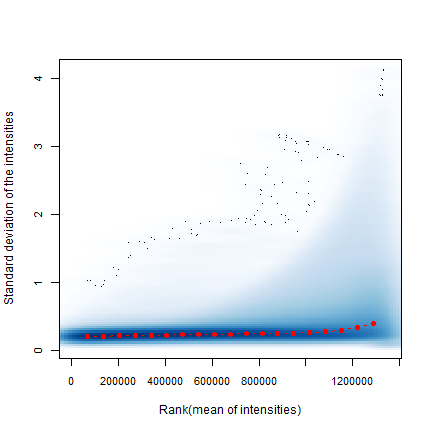 4
3
2
1
0
Standard deviation of the intensities
0 200000 400000 600000 800000 1200000
Rank(mean of intensities)